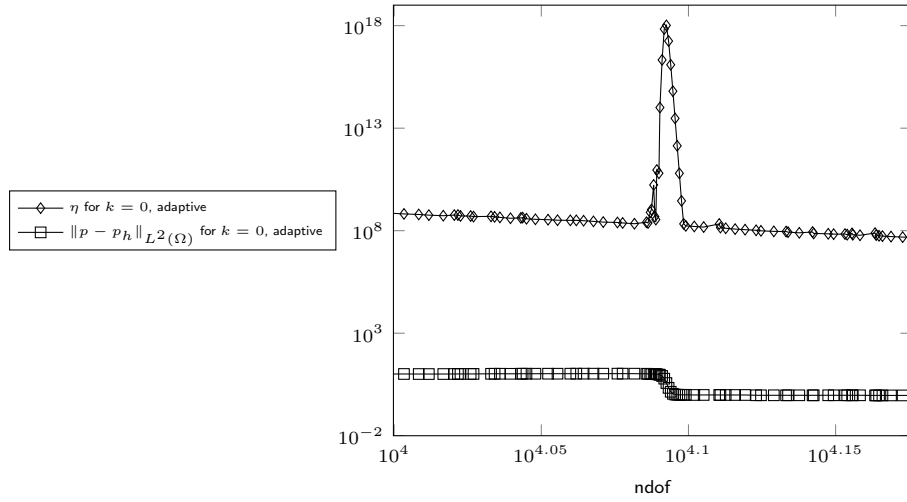 10^18
10^13
10^8
10^3
10^−2
η for k = 0, adaptive
‖p − p_h‖_{L^2(Ω)} for k = 0, adaptive
10^4 10^4.05 10^4.1 10^4.15
ndof